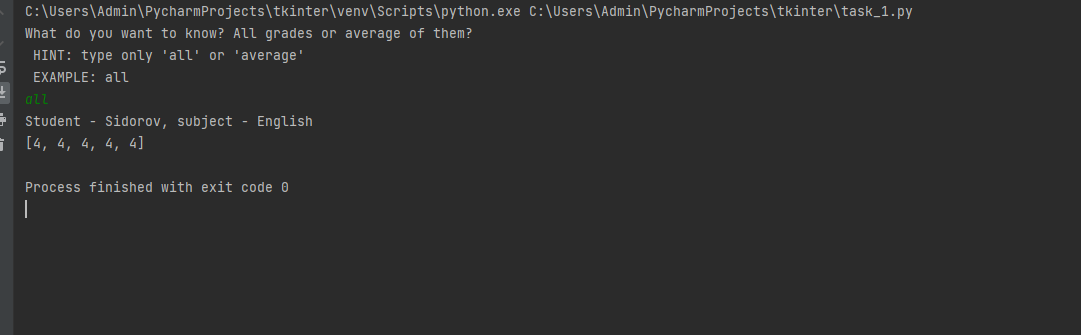 C:\Users\Admin\PycharmProjects\tkinter\venv\Scripts\python.exe C:\Users\Admin\PycharmProjects\tkinter\task_1.py
What do you want to know? All grades or average of them?
HINT: type only 'all' or 'average'
EXAMPLE: all
all
Student - Sidorov, subject - English
[4, 4, 4, 4, 4]
Process finished with exit code 0